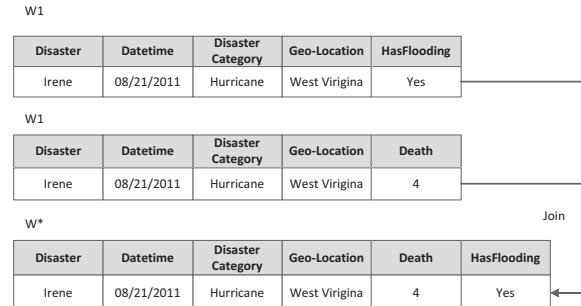 W1
Disaster Datetime Disaster Category Geo-Location HasFlooding
Irene 08/21/2011 Hurricane West Virigina Yes
W1
Disaster Datetime Disaster Category Geo-Location Death
Irene 08/21/2011 Hurricane West Virigina 4
Join
W*
Disaster Datetime Disaster Category Geo-Location Death HasFlooding
Irene 08/21/2011 Hurricane West Virigina 4 Yes